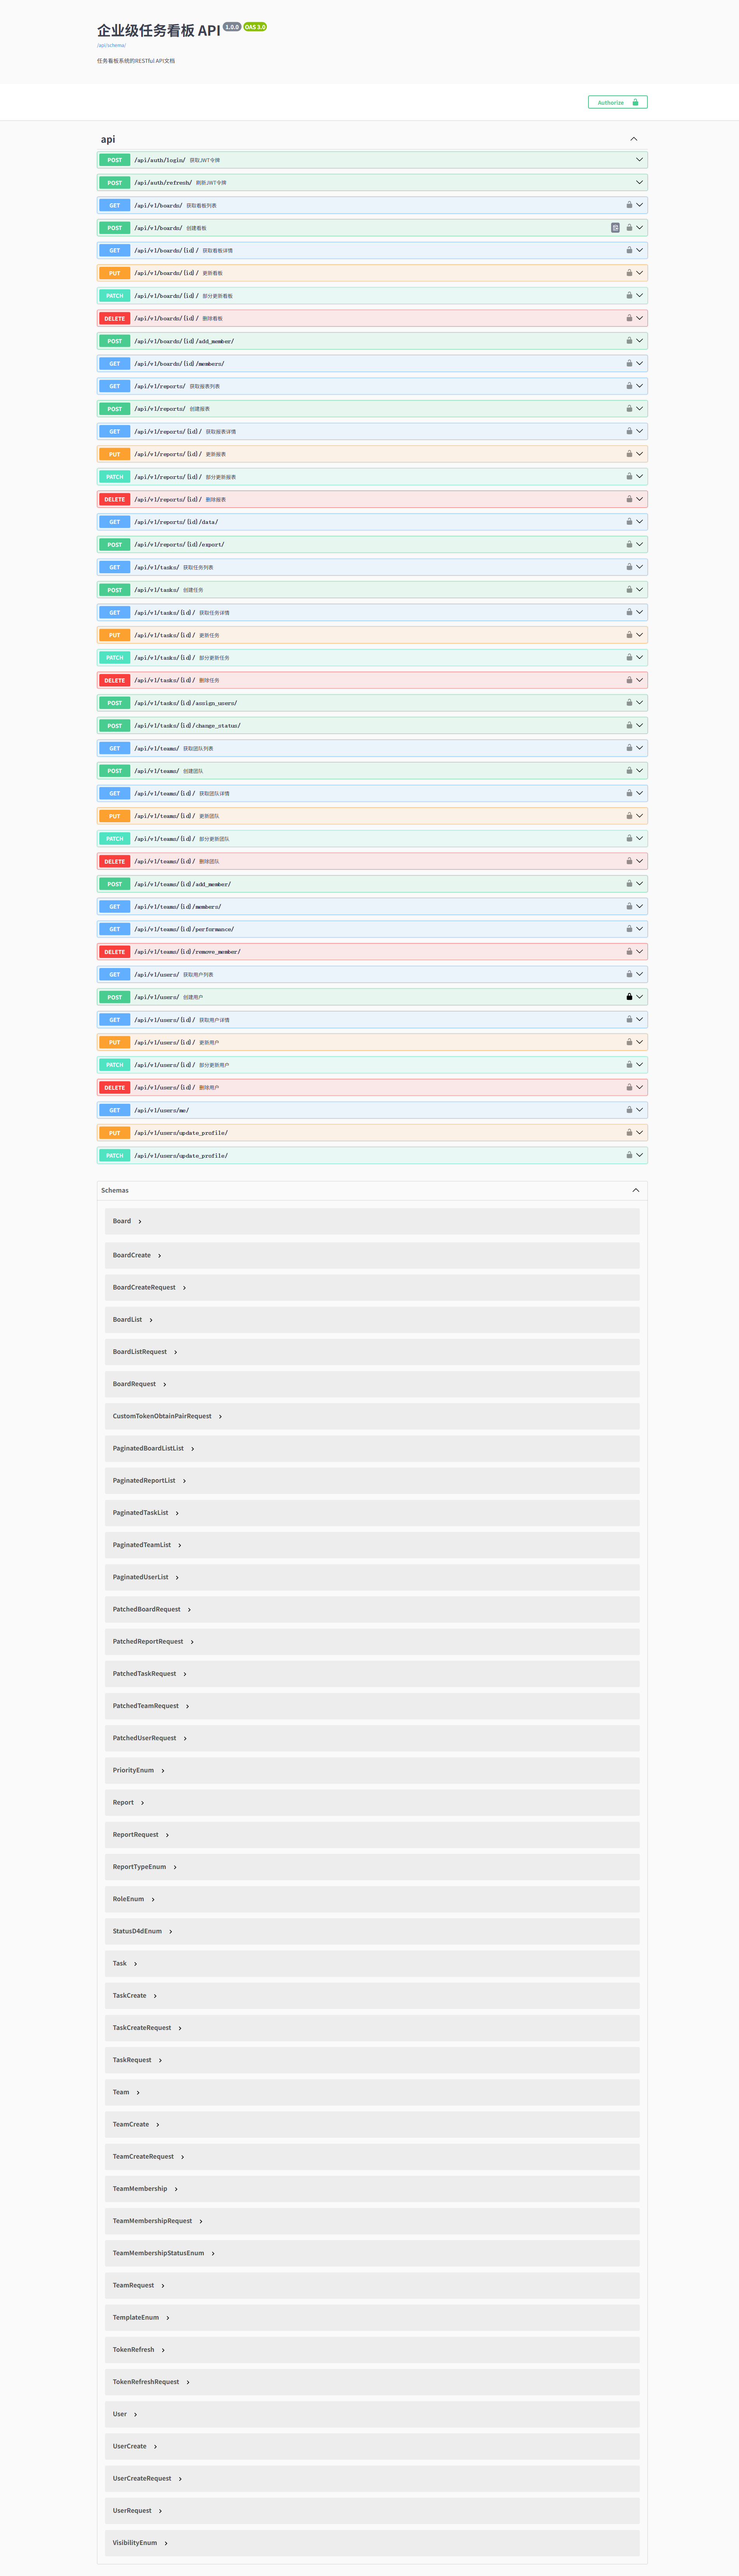 企业级任务看板 API 1.0.0 OAS 3.0
/api/schema/
任务看板系统的RESTful API文档
Authorize
api
POST /api/auth/login/ 获取JWT令牌
POST /api/auth/refresh/ 刷新JWT令牌
GET /api/v1/boards/ 获取看板列表
POST /api/v1/boards/ 创建看板
GET /api/v1/boards/{id}/ 获取看板详情
PUT /api/v1/boards/{id}/ 更新看板
PATCH /api/v1/boards/{id}/ 部分更新看板
DELETE /api/v1/boards/{id}/ 删除看板
POST /api/v1/boards/{id}/add_member/
GET /api/v1/boards/{id}/members/
GET /api/v1/reports/ 获取报表列表
POST /api/v1/reports/ 创建报表
GET /api/v1/reports/{id}/ 获取报表详情
PUT /api/v1/reports/{id}/ 更新报表
PATCH /api/v1/reports/{id}/ 部分更新报表
DELETE /api/v1/reports/{id}/ 删除报表
GET /api/v1/reports/{id}/data/
POST /api/v1/reports/{id}/export/
GET /api/v1/tasks/ 获取任务列表
POST /api/v1/tasks/ 创建任务
GET /api/v1/tasks/{id}/ 获取任务详情
PUT /api/v1/tasks/{id}/ 更新任务
PATCH /api/v1/tasks/{id}/ 部分更新任务
DELETE /api/v1/tasks/{id}/ 删除任务
POST /api/v1/tasks/{id}/assign_users/
POST /api/v1/tasks/{id}/change_status/
GET /api/v1/teams/ 获取团队列表
POST /api/v1/teams/ 创建团队
GET /api/v1/teams/{id}/ 获取团队详情
PUT /api/v1/teams/{id}/ 更新团队
PATCH /api/v1/teams/{id}/ 部分更新团队
DELETE /api/v1/teams/{id}/ 删除团队
POST /api/v1/teams/{id}/add_member/
GET /api/v1/teams/{id}/members/
GET /api/v1/teams/{id}/performance/
DELETE /api/v1/teams/{id}/remove_member/
GET /api/v1/users/ 获取用户列表
POST /api/v1/users/ 创建用户
GET /api/v1/users/{id}/ 获取用户详情
PUT /api/v1/users/{id}/ 更新用户
PATCH /api/v1/users/{id}/ 部分更新用户
DELETE /api/v1/users/{id}/ 删除用户
GET /api/v1/users/me/
PUT /api/v1/users/update_profile/
PATCH /api/v1/users/update_profile/
Schemas
Board
BoardCreate
BoardCreateRequest
BoardList
BoardListRequest
BoardRequest
CustomTokenObtainPairRequest
PaginatedBoardListList
PaginatedReportList
PaginatedTaskList
PaginatedTeamList
PaginatedUserList
PatchedBoardRequest
PatchedReportRequest
PatchedTaskRequest
PatchedTeamRequest
PatchedUserRequest
PriorityEnum
Report
ReportRequest
ReportTypeEnum
RoleEnum
StatusD4dEnum
Task
TaskCreate
TaskCreateRequest
TaskRequest
Team
TeamCreate
TeamCreateRequest
TeamMembership
TeamMembershipRequest
TeamMembershipStatusEnum
TeamRequest
TemplateEnum
TokenRefresh
TokenRefreshRequest
User
UserCreate
UserCreateRequest
UserRequest
VisibilityEnum